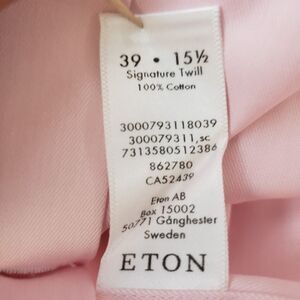 39 • 15½
Signature Twill
100% Cotton
3000793118039
300079311,sc
7313580512386
862780
CA52439
Eton AB
Box 15002
50771 Gånghester
Sweden
ETON